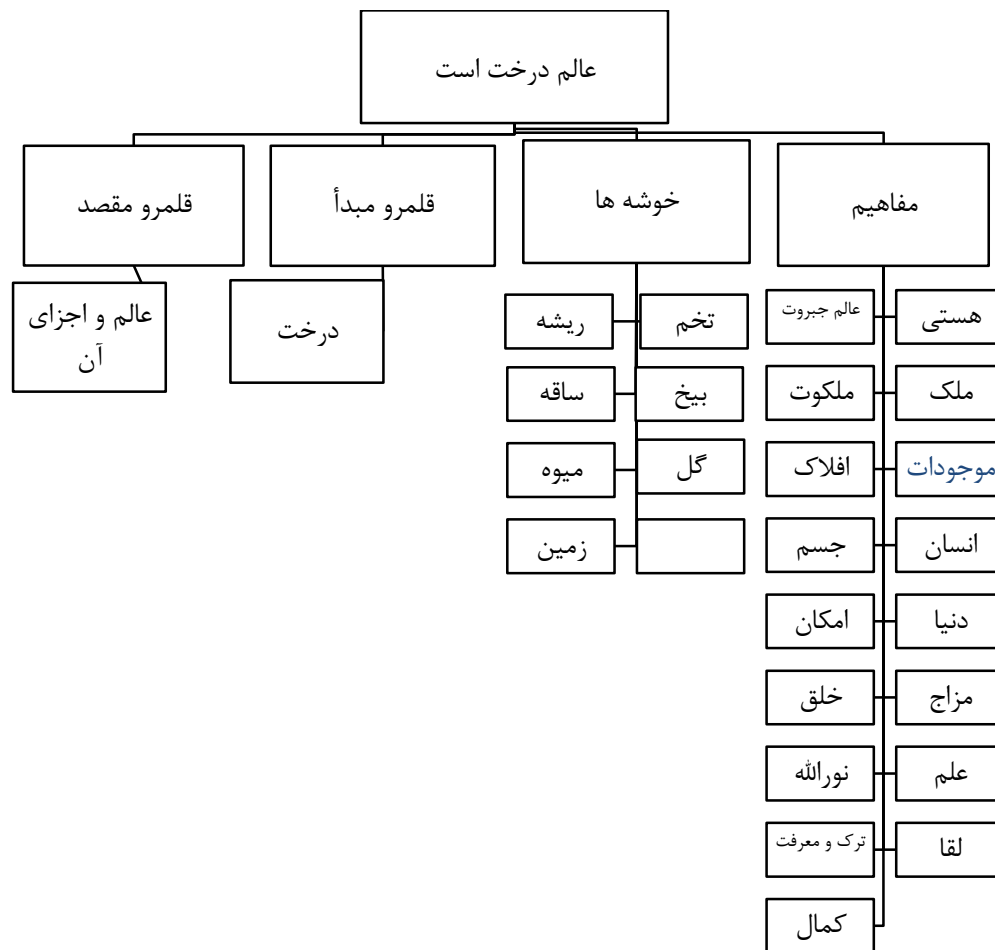 عالم درخت است
مفاهیم
خوشه ها
قلمرو مبدأ
قلمرو مقصد
هستی
عالم جبروت
ملک
ملکوت
موجودات
افلاک
انسان
جسم
دنیا
امکان
مزاج
خلق
علم
نورالله
لقا
ترک و معرفت
کمال
تخم
ریشه
بیخ
ساقه
گل
میوه
زمین
درخت
عالم و اجزای
آن